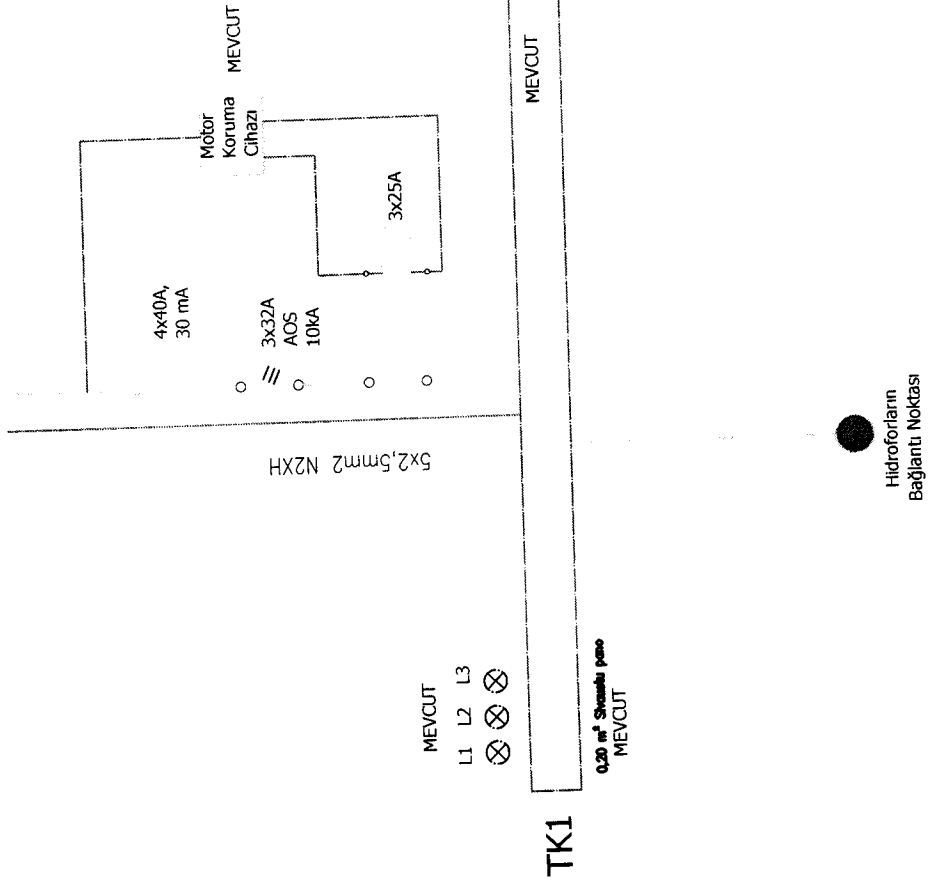 MEVCUT
Motor
Koruma
Cihazı
MEVCUT
4x40A,
30 mA
3x25A
3x32A
AOS
10kA
5x2,5mm2 N2XH
MEVCUT
L1 L2 L3
0,20 m² Sıvaüstü pano
MEVCUT
TK1
Hidroforların
Bağlantı Noktası